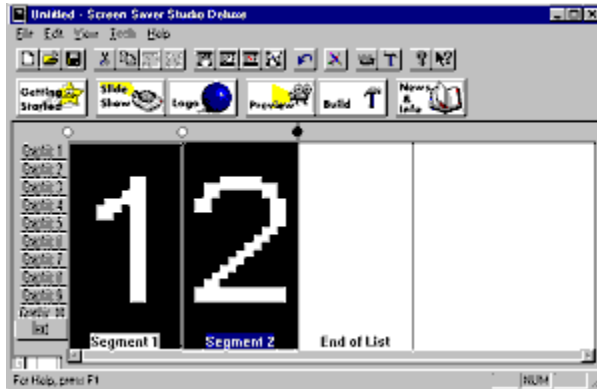 Untitled - Screen Saver Studio Deluxe
File Edit View Tools Help
Getting Started
Slide Show
Logo
Preview
Build
News & Info
Graphic 1
Graphic 2
Graphic 3
Graphic 4
Graphic 5
Graphic 6
Graphic 7
Graphic 8
Graphic 9
Graphic 10
Text
1 2
Segment 1 Segment 2 End of List
For Help, press F1 NUM